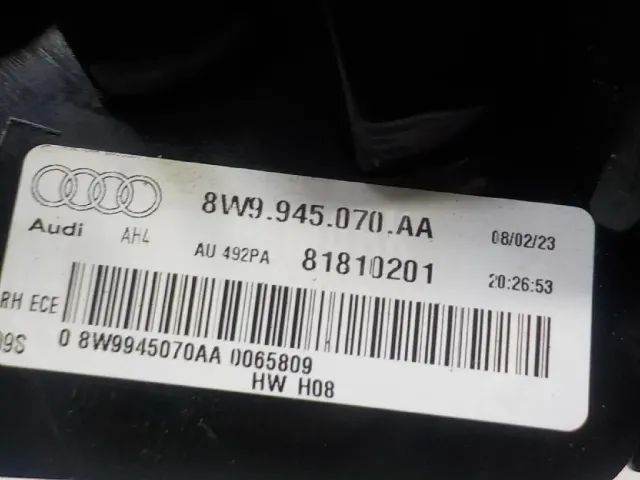 8W9.945.070.AA 08/02/23
Audi AH4 AU 492PA 81810201 20:26:53
RH ECE
09S 0 8W9945070AA 0065809
HW H08